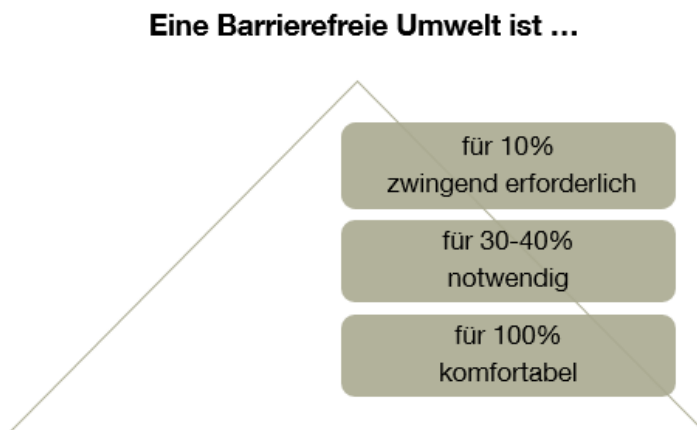 Eine Barrierefreie Umwelt ist ...
für 10%
zwingend erforderlich
für 30-40%
notwendig
für 100%
komfortabel